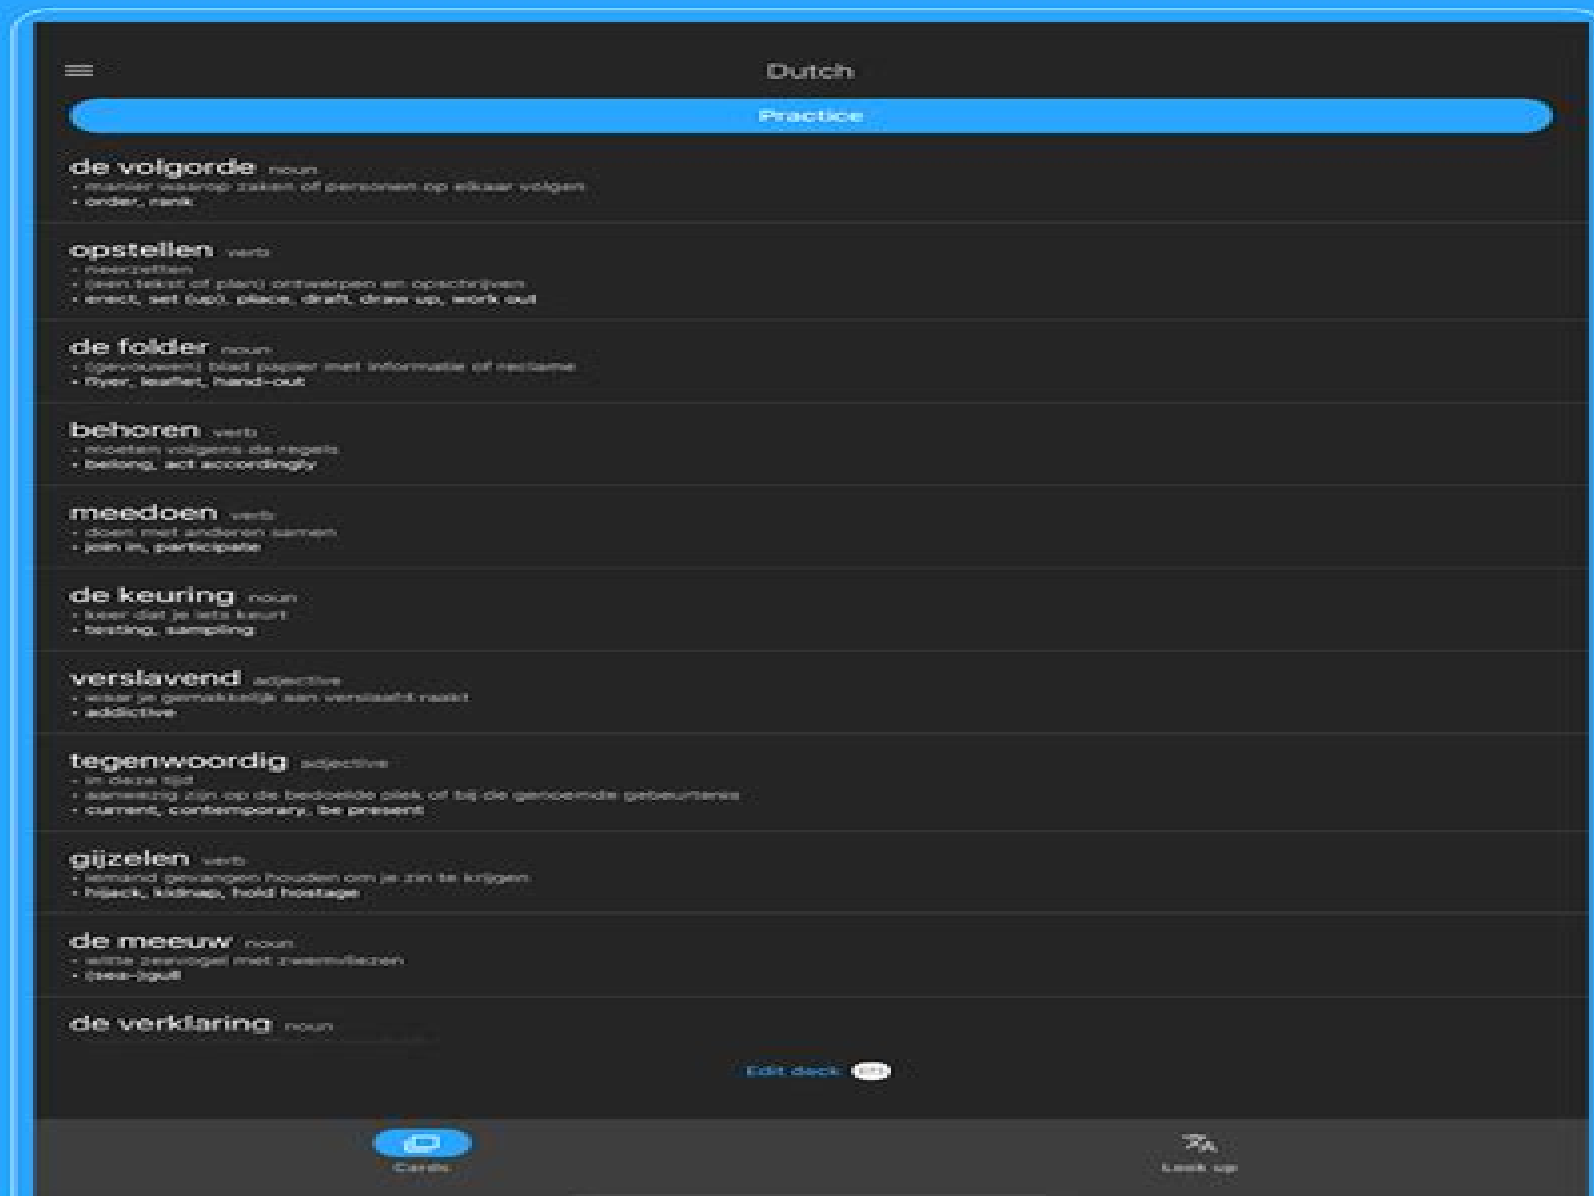 Dutch
Practice
de volgorde noun
• manier waarop zaken of personen op elkaar volgen
• order, rank
opstellen verb
• neerzetten
• (een tekst of plan) ontwerpen en opschrijven
• erect, set (up), place, draft, draw up, work out
de folder noun
• (gevouwen) blad papier met informatie of reclame
• flyer, leaflet, hand-out
behoren verb
• moeten volgens de regels
• belong, act accordingly
meedoen verb
• doen met anderen samen
• join in, participate
de keuring noun
• keer dat je iets keurt
• testing, sampling
verslavend adjective
• waar je gemakkelijk aan verslaafd raakt
• addictive
tegenwoordig adjective
• in deze tijd
• aanwezig zijn op de bedoelde plek of bij de genoemde gebeurtenis
• current, contemporary, be present
gijzelen verb
• iemand gevangen houden om je zin te krijgen
• hijack, kidnap, hold hostage
de meeuw noun
• witte zeevogel met zwemvliezen
• (sea-)gull
de verklaring noun
Edit deck
Cards
Look up